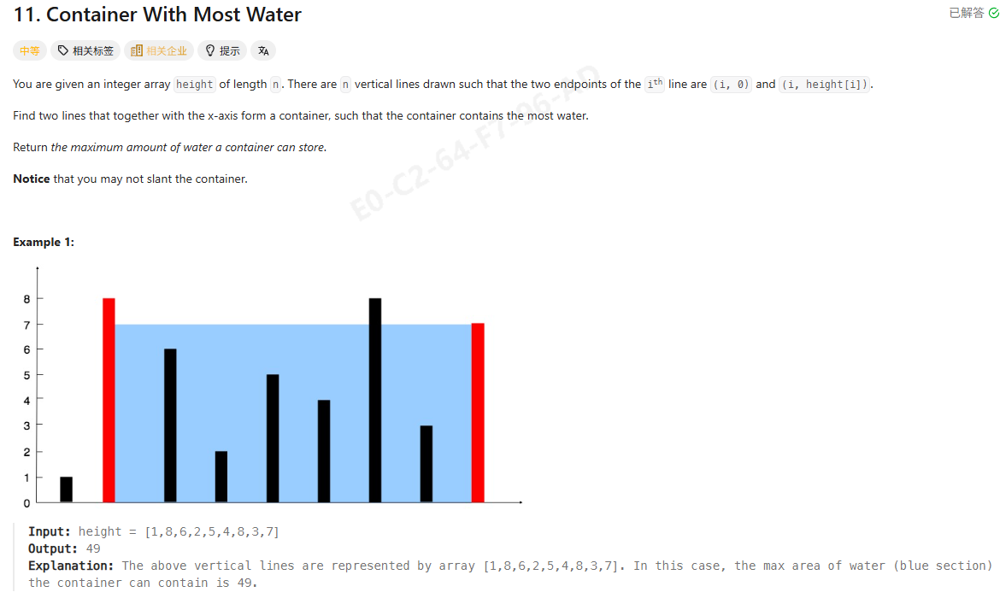 11. Container With Most Water
已解答
中等 相关标签 相关企业 提示
You are given an integer array height of length n. There are n vertical lines drawn such that the two endpoints of the ith line are (i, 0) and (i, height[i]).
Find two lines that together with the x-axis form a container, such that the container contains the most water.
Return the maximum amount of water a container can store.
Notice that you may not slant the container.
E0-C2-64-F7-96-AD
Example 1:
8
7
6
5
4
3
2
1
0
Input: height = [1,8,6,2,5,4,8,3,7]
Output: 49
Explanation: The above vertical lines are represented by array [1,8,6,2,5,4,8,3,7]. In this case, the max area of water (blue section)
the container can contain is 49.